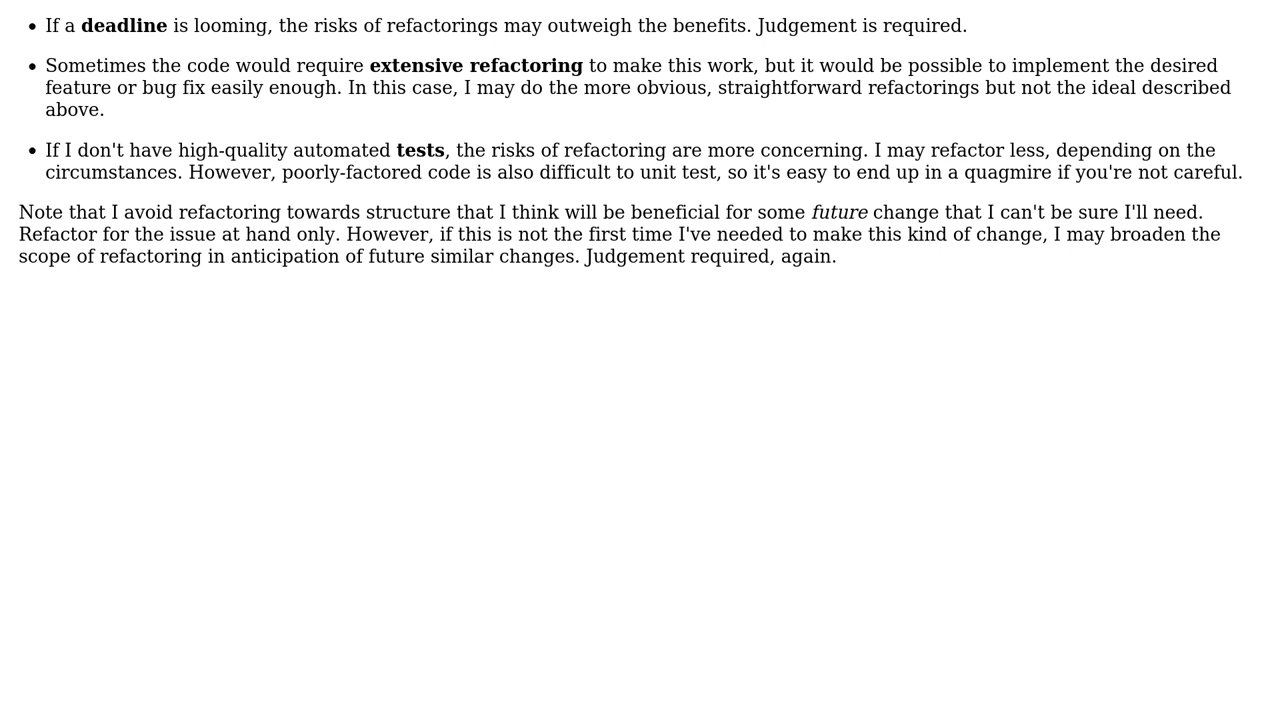 • If a deadline is looming, the risks of refactorings may outweigh the benefits. Judgement is required.
• Sometimes the code would require extensive refactoring to make this work, but it would be possible to implement the desired
feature or bug fix easily enough. In this case, I may do the more obvious, straightforward refactorings but not the ideal described
above.
• If I don't have high-quality automated tests, the risks of refactoring are more concerning. I may refactor less, depending on the
circumstances. However, poorly-factored code is also difficult to unit test, so it's easy to end up in a quagmire if you're not careful.
Note that I avoid refactoring towards structure that I think will be beneficial for some future change that I can't be sure I'll need.
Refactor for the issue at hand only. However, if this is not the first time I've needed to make this kind of change, I may broaden the
scope of refactoring in anticipation of future similar changes. Judgement required, again.